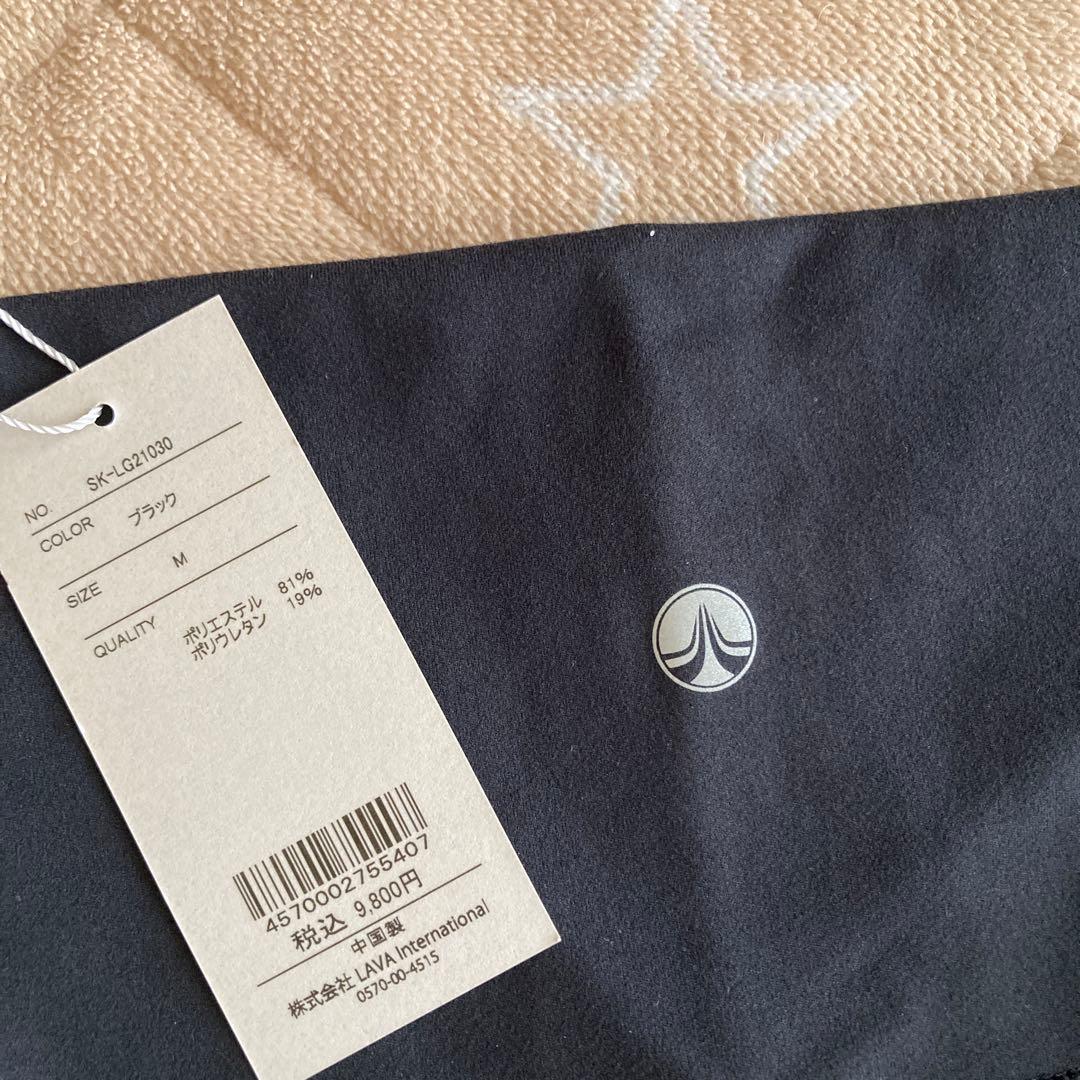 NO. SK-LG21030
COLOR ブラック
SIZE M
QUALITY ポリエステル 81%
ポリウレタン 19%
4570002755407
税込 9,800円
中国製
株式会社 LAVA International
0570-00-4515